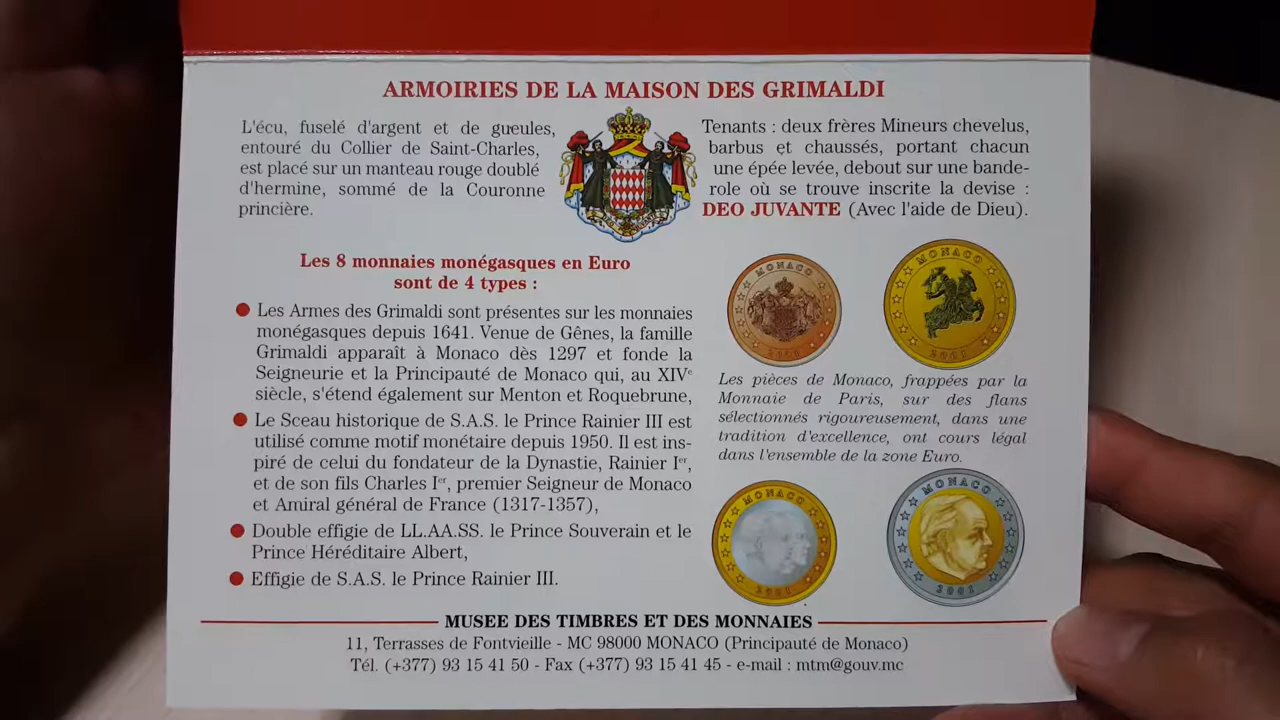 ARMOIRIES DE LA MAISON DES GRIMALDI
L'écu, fuselé d'argent et de gueules,
entouré du Collier de Saint-Charles,
est placé sur un manteau rouge doublé
d'hermine, sommé de la Couronne
princière.
Tenants : deux frères Mineurs chevelus,
barbus et chaussés, portant chacun
une épée levée, debout sur une bande-
role où se trouve inscrite la devise :
DEO JUVANTE (Avec l'aide de Dieu).
Les 8 monnaies monégasques en Euro
sont de 4 types :
Les Armes des Grimaldi sont présentes sur les monnaies
monégasques depuis 1641. Venue de Gênes, la famille
Grimaldi apparaît à Monaco dès 1297 et fonde la
Seigneurie et la Principauté de Monaco qui, au XIVe
siècle, s'étend également sur Menton et Roquebrune,
Le Sceau historique de S.A.S. le Prince Rainier III est
utilisé comme motif monétaire depuis 1950. Il est ins-
piré de celui du fondateur de la Dynastie, Rainier Ier,
et de son fils Charles Ier, premier Seigneur de Monaco
et Amiral général de France (1317-1357),
Double effigie de LL.AA.SS. le Prince Souverain et le
Prince Héréditaire Albert,
Effigie de S.A.S. le Prince Rainier III.
MONACO
2001
MONACO
2001
Les pièces de Monaco, frappées par la
Monnaie de Paris, sur des flans
sélectionnés rigoureusement, dans une
tradition d'excellence, ont cours légal
dans l'ensemble de la zone Euro.
MONACO
2001
MONACO
2001
MUSEE DES TIMBRES ET DES MONNAIES
11, Terrasses de Fontvieille - MC 98000 MONACO (Principauté de Monaco)
Tél. (+377) 93 15 41 50 - Fax (+377) 93 15 41 45 - e-mail : mtm@gouv.mc